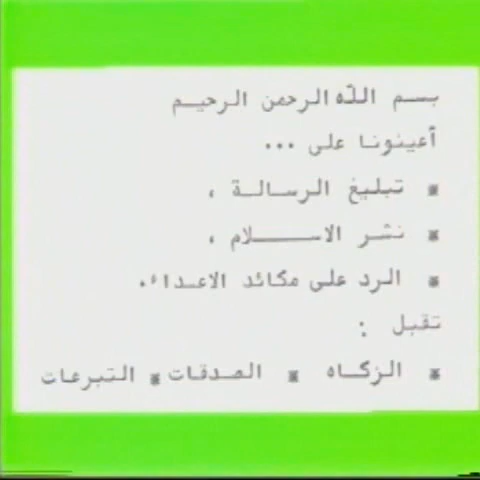 بسم الله الرحمن الرحيم
أعينونا على ...
* تبليغ الرسالة ،
* نشر الاسلام ،
* الرد على مكائد الاعداء.
تقبل :
* الزكاه * الصدقات * التبرعات